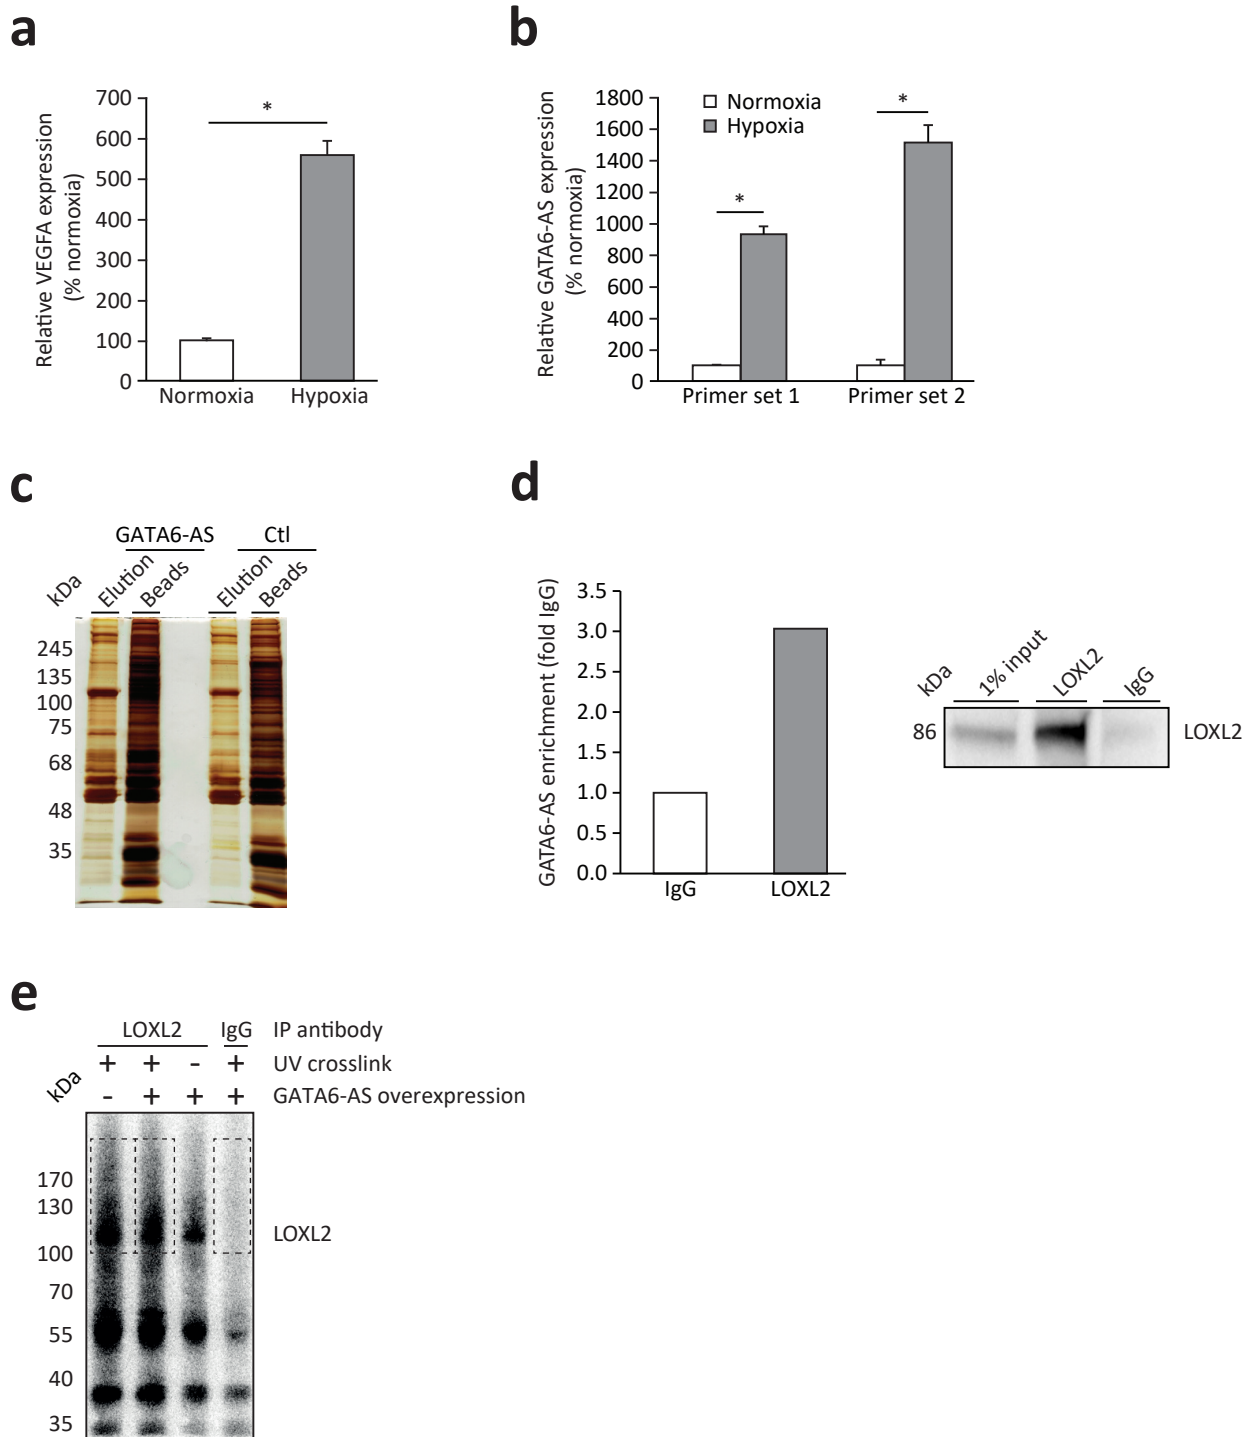 a
Relative VEGFA expression
(% normoxia)
700
600
500
400
300
200
100
0
*
Normoxia
Hypoxia
b
Relative GATA6-AS expression
(% normoxia)
1800
1600
1400
1200
1000
800
600
400
200
0
Normoxia
Hypoxia
*
*
Primer set 1
Primer set 2
c
GATA6-AS
Ctl
kDa
Elution
Beads
Elution
Beads
245
135
100
75
68
48
35
d
GATA6-AS enrichment (fold IgG)
3.5
3.0
2.5
2.0
1.5
1.0
0.5
0.0
IgG
LOXL2
kDa
1% input
LOXL2
IgG
86
LOXL2
e
LOXL2 IgG IP antibody
+ + - + UV crosslink
kDa
- + + + GATA6-AS overexpression
170
130
LOXL2
100
70
55
40
35